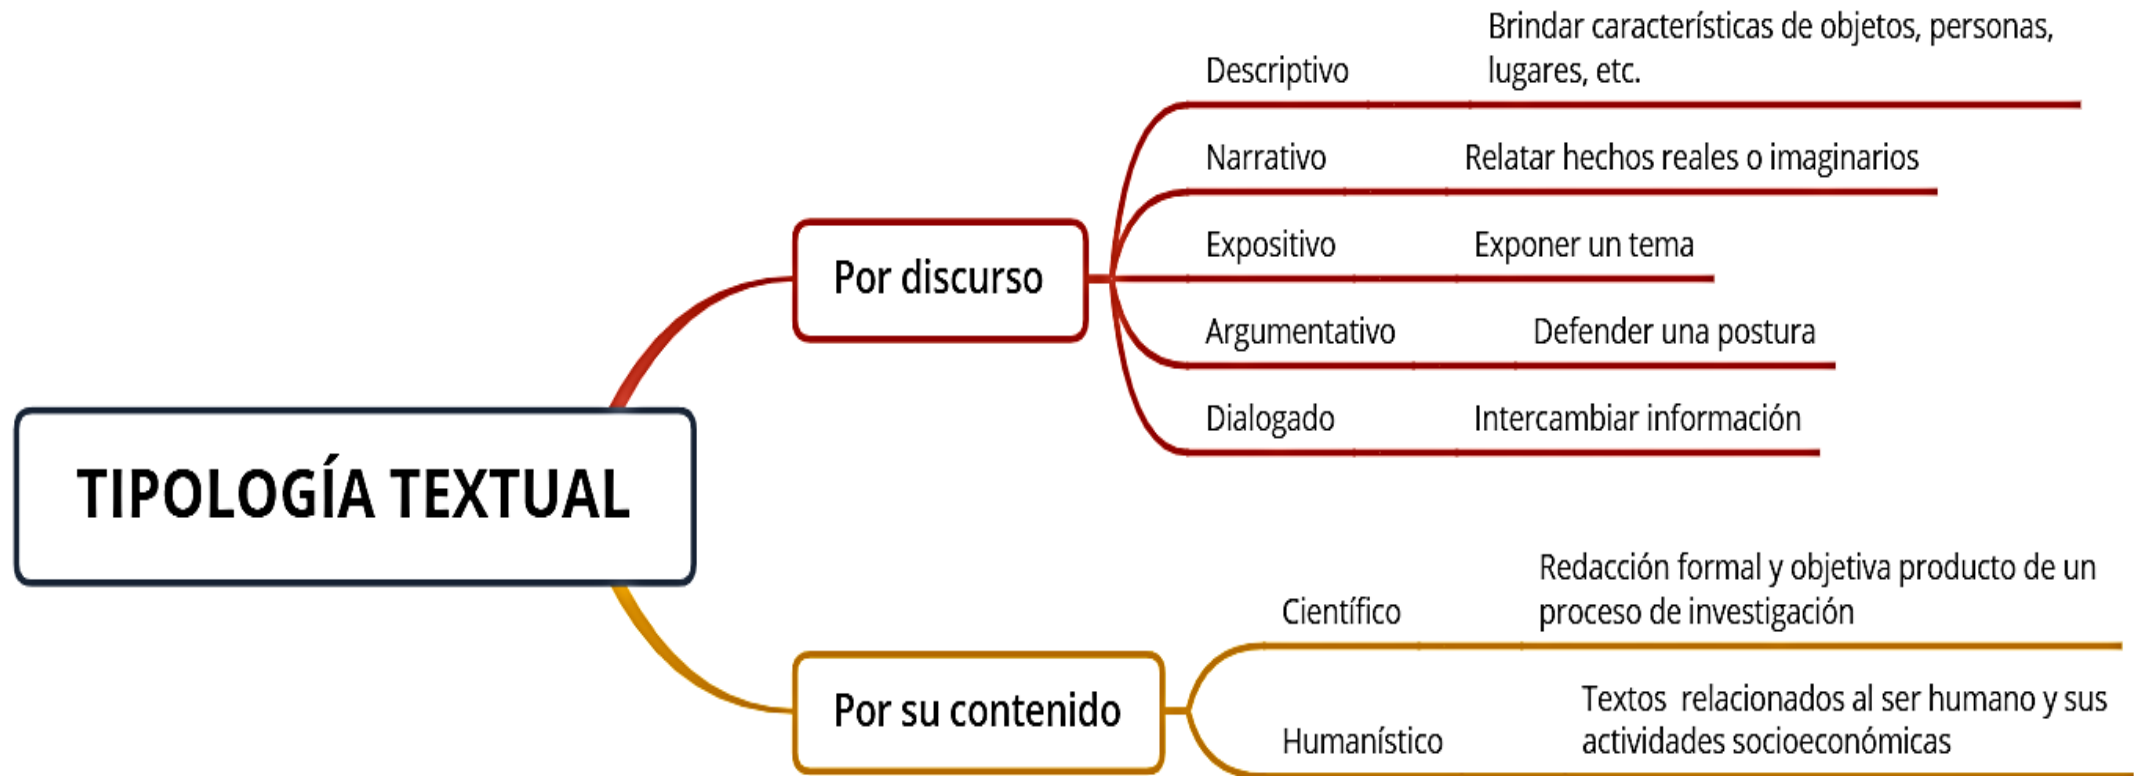 TIPOLOGÍA TEXTUAL
Por discurso
Descriptivo
Brindar características de objetos, personas,
lugares, etc.
Narrativo
Relatar hechos reales o imaginarios
Expositivo
Exponer un tema
Argumentativo
Defender una postura
Dialogado
Intercambiar información
Por su contenido
Científico
Redacción formal y objetiva producto de un
proceso de investigación
Humanístico
Textos relacionados al ser humano y sus
actividades socioeconómicas